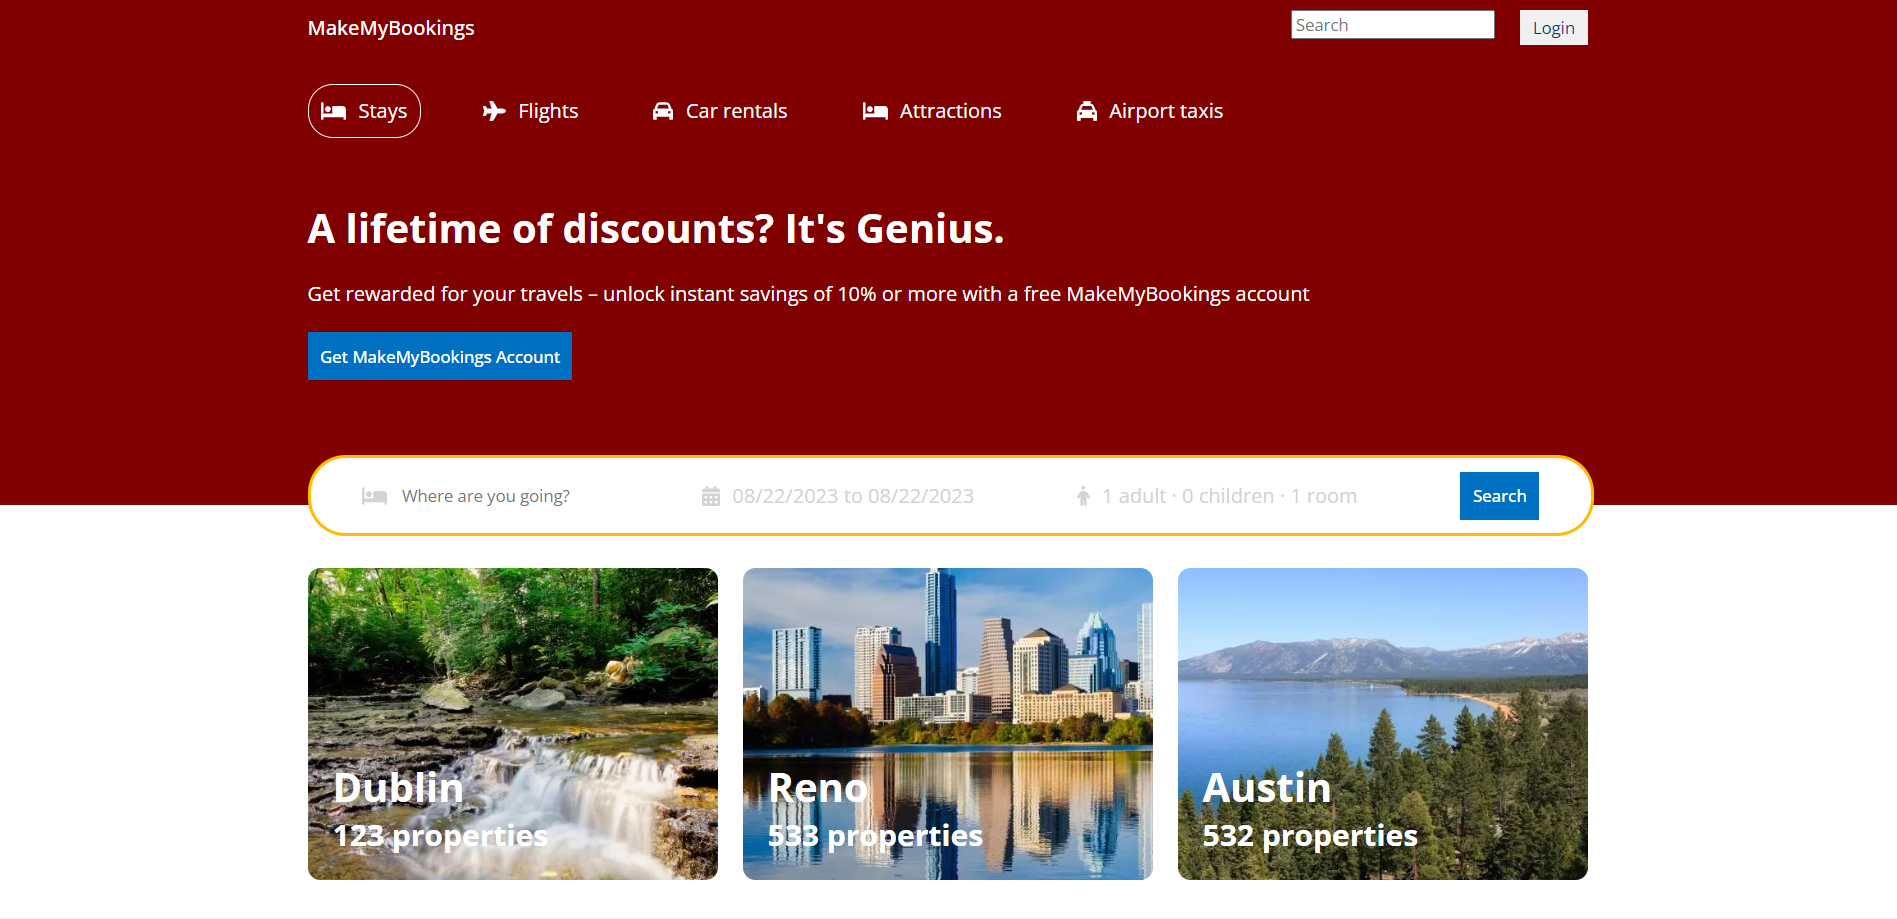 MakeMyBookings
Search
Login
Stays
Flights
Car rentals
Attractions
Airport taxis
A lifetime of discounts? It's Genius.
Get rewarded for your travels – unlock instant savings of 10% or more with a free MakeMyBookings account
Get MakeMyBookings Account
Where are you going?
08/22/2023 to 08/22/2023
1 adult · 0 children · 1 room
Search
Dublin
123 properties
Reno
533 properties
Austin
532 properties